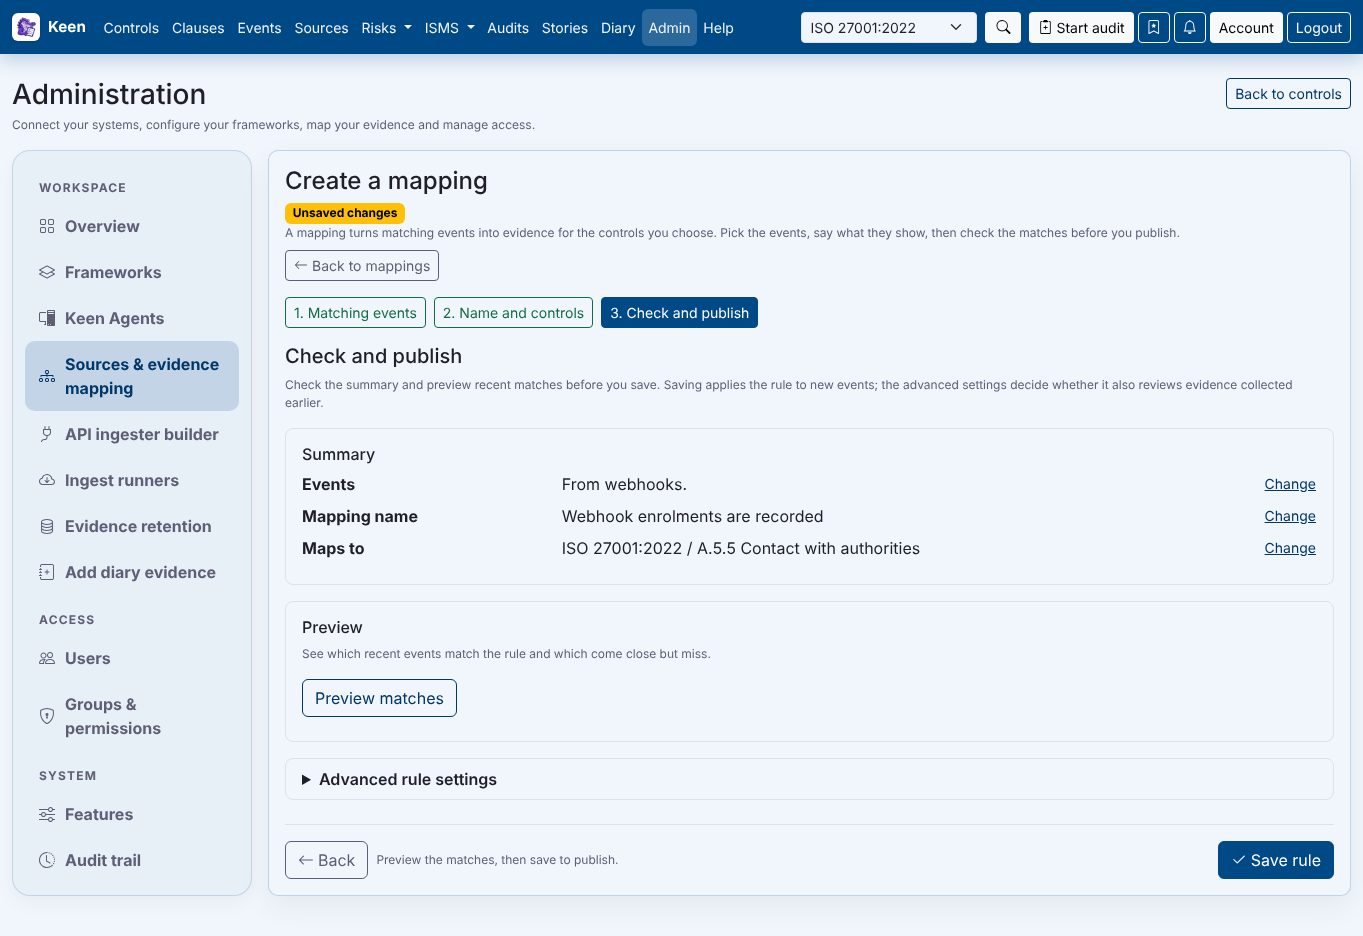 Keen
Controls Clauses Events Sources Risks ISMS Audits Stories Diary Admin Help
ISO 27001:2022
Start audit
Account
Logout
Administration
Back to controls
Connect your systems, configure your frameworks, map your evidence and manage access.
WORKSPACE
Overview
Frameworks
Keen Agents
Sources & evidence
mapping
API ingester builder
Ingest runners
Evidence retention
Add diary evidence
ACCESS
Users
Groups &
permissions
SYSTEM
Features
Audit trail
Create a mapping
Unsaved changes
A mapping turns matching events into evidence for the controls you choose. Pick the events, say what they show, then check the matches before you publish.
← Back to mappings
1. Matching events
2. Name and controls
3. Check and publish
Check and publish
Check the summary and preview recent matches before you save. Saving applies the rule to new events; the advanced settings decide whether it also reviews evidence collected
earlier.
Summary
Events From webhooks. Change
Mapping name Webhook enrolments are recorded Change
Maps to ISO 27001:2022 / A.5.5 Contact with authorities Change
Preview
See which recent events match the rule and which come close but miss.
Preview matches
Advanced rule settings
← Back
Preview the matches, then save to publish.
Save rule